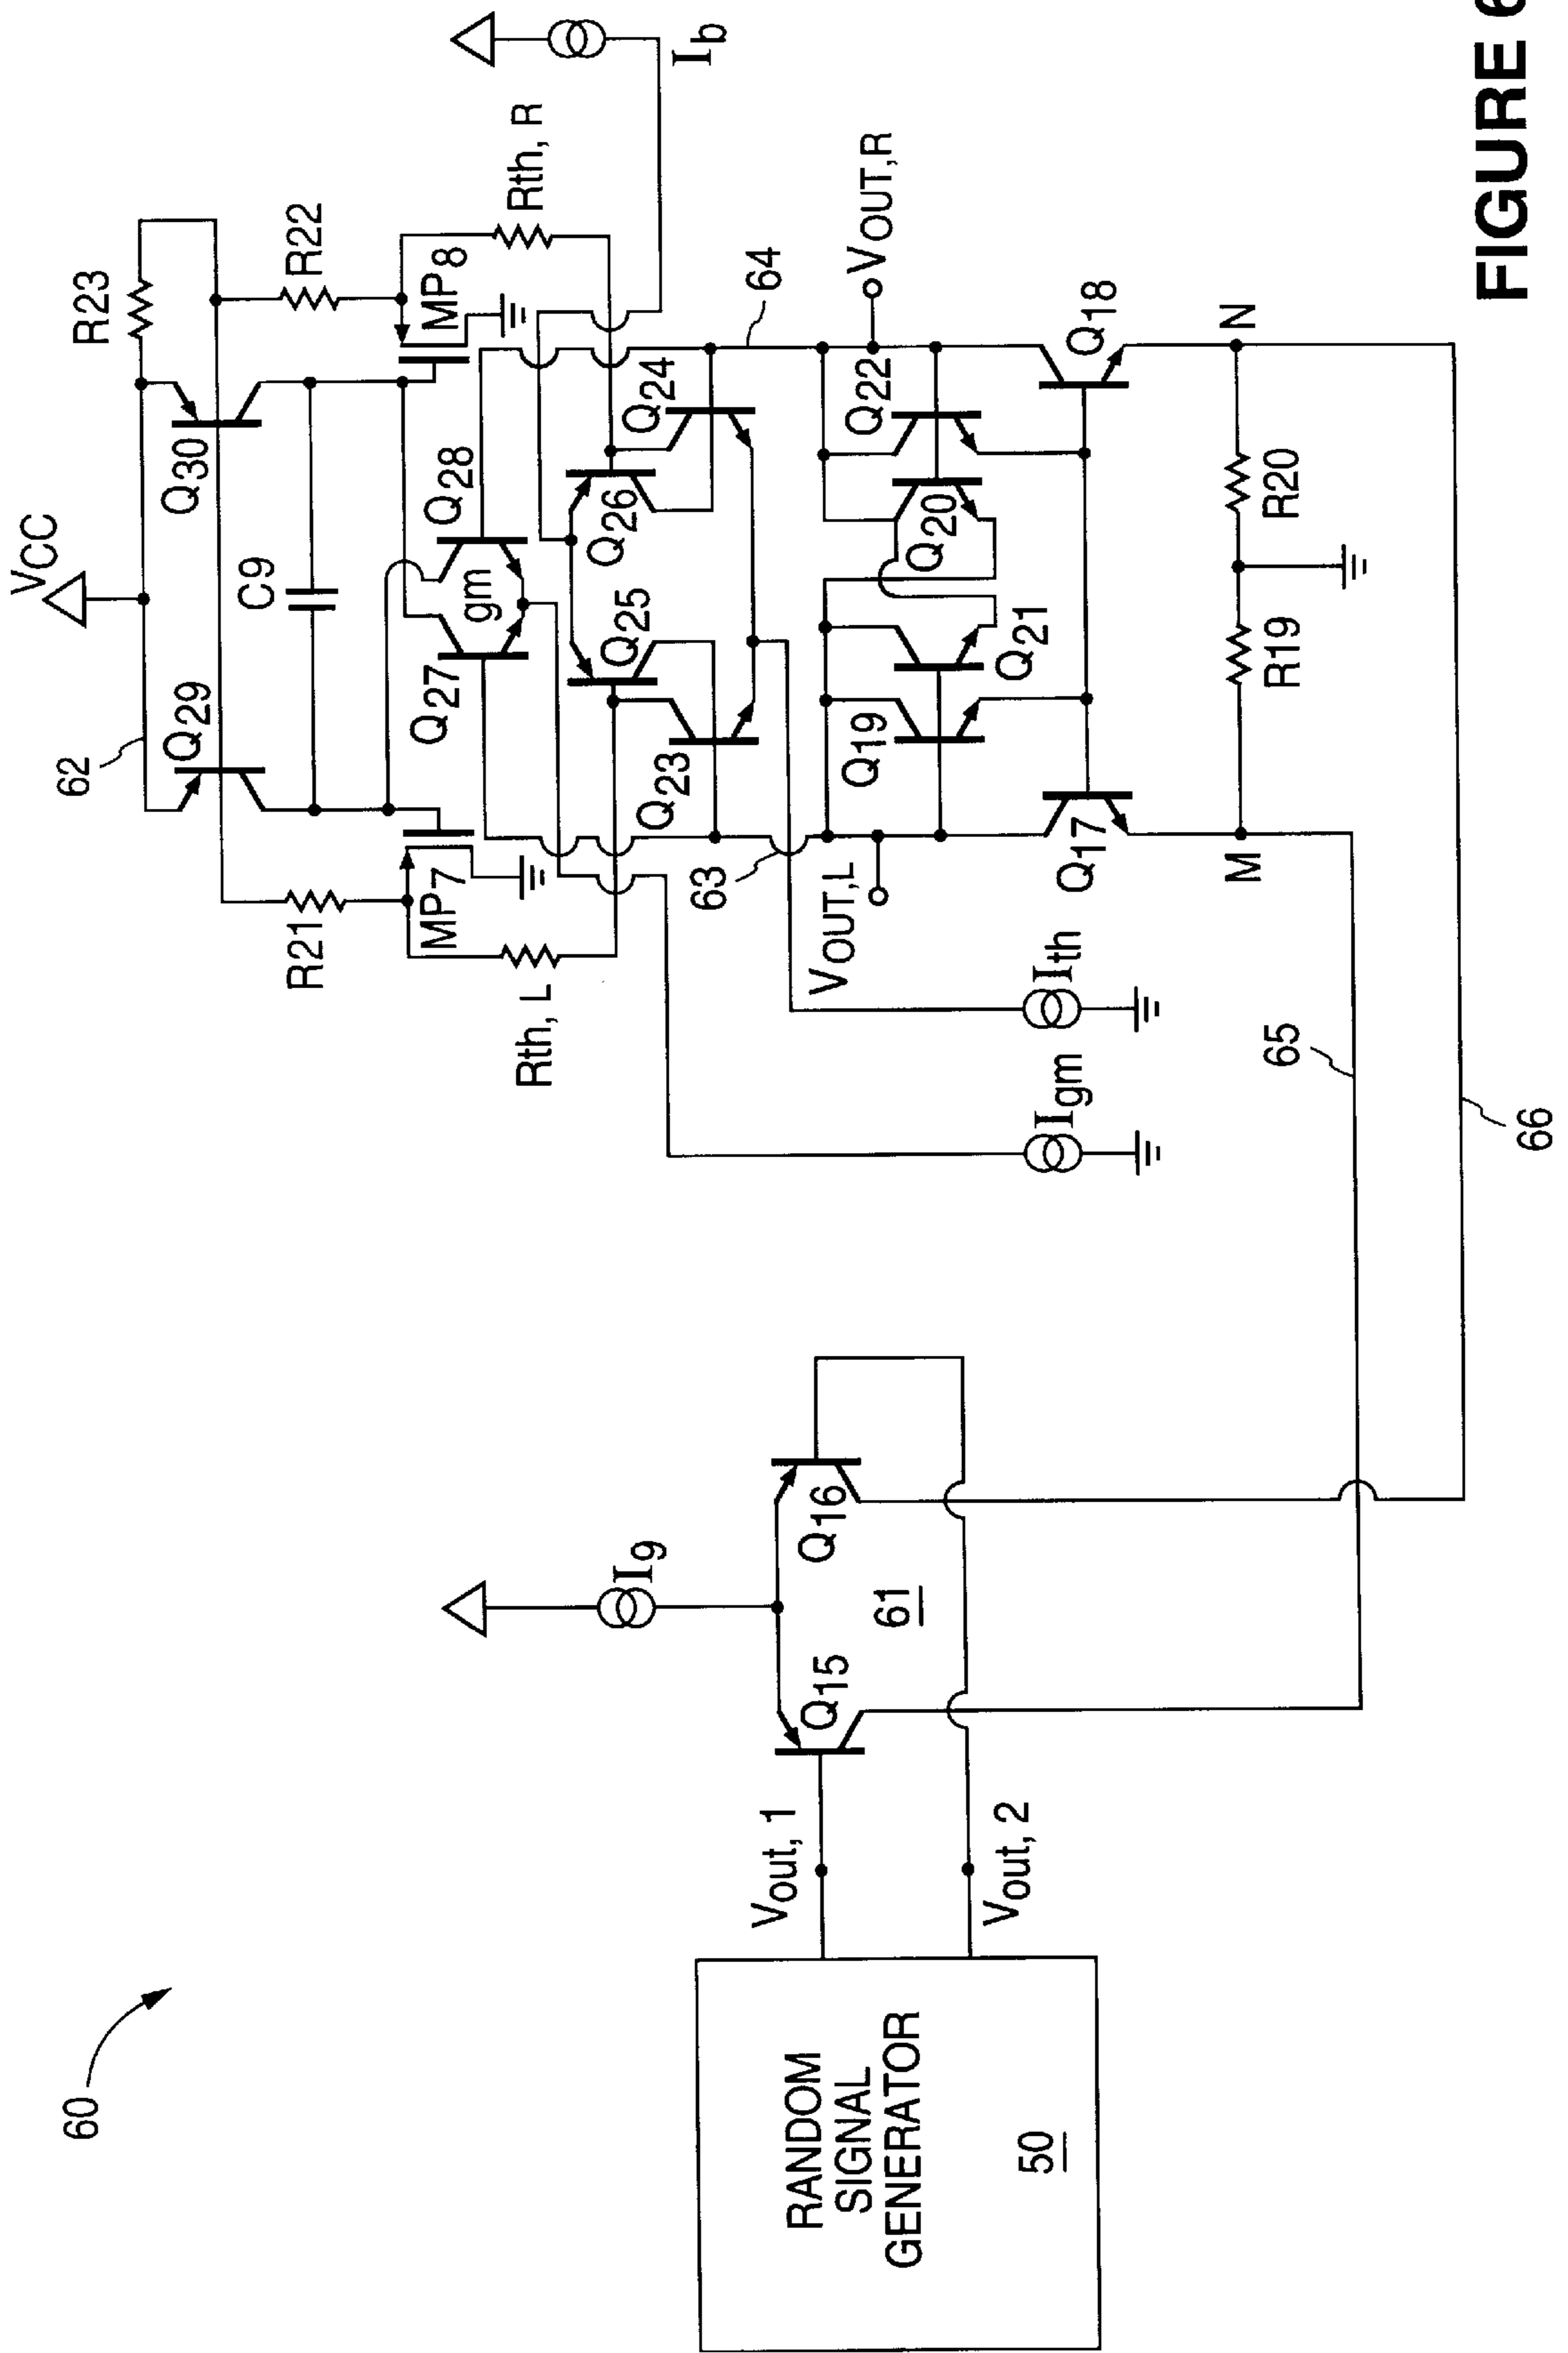 60
RANDOM
SIGNAL
GENERATOR
50
Vout, 1
Vout, 2
I9
Q15
Q16
61
VCC
62
R23
Q29
Q30
C9
R21
R22
MP7
MP8
Q27
Q28
gm
Rth, L
Rth, R
Ib
Q25
Q26
Q23
Q24
63
64
VOUT,L
VOUT,R
Q19
Q21
Q20
Q22
Q17
Q18
M
N
R19
R20
Igm
Ith
65
66
FIGURE 6